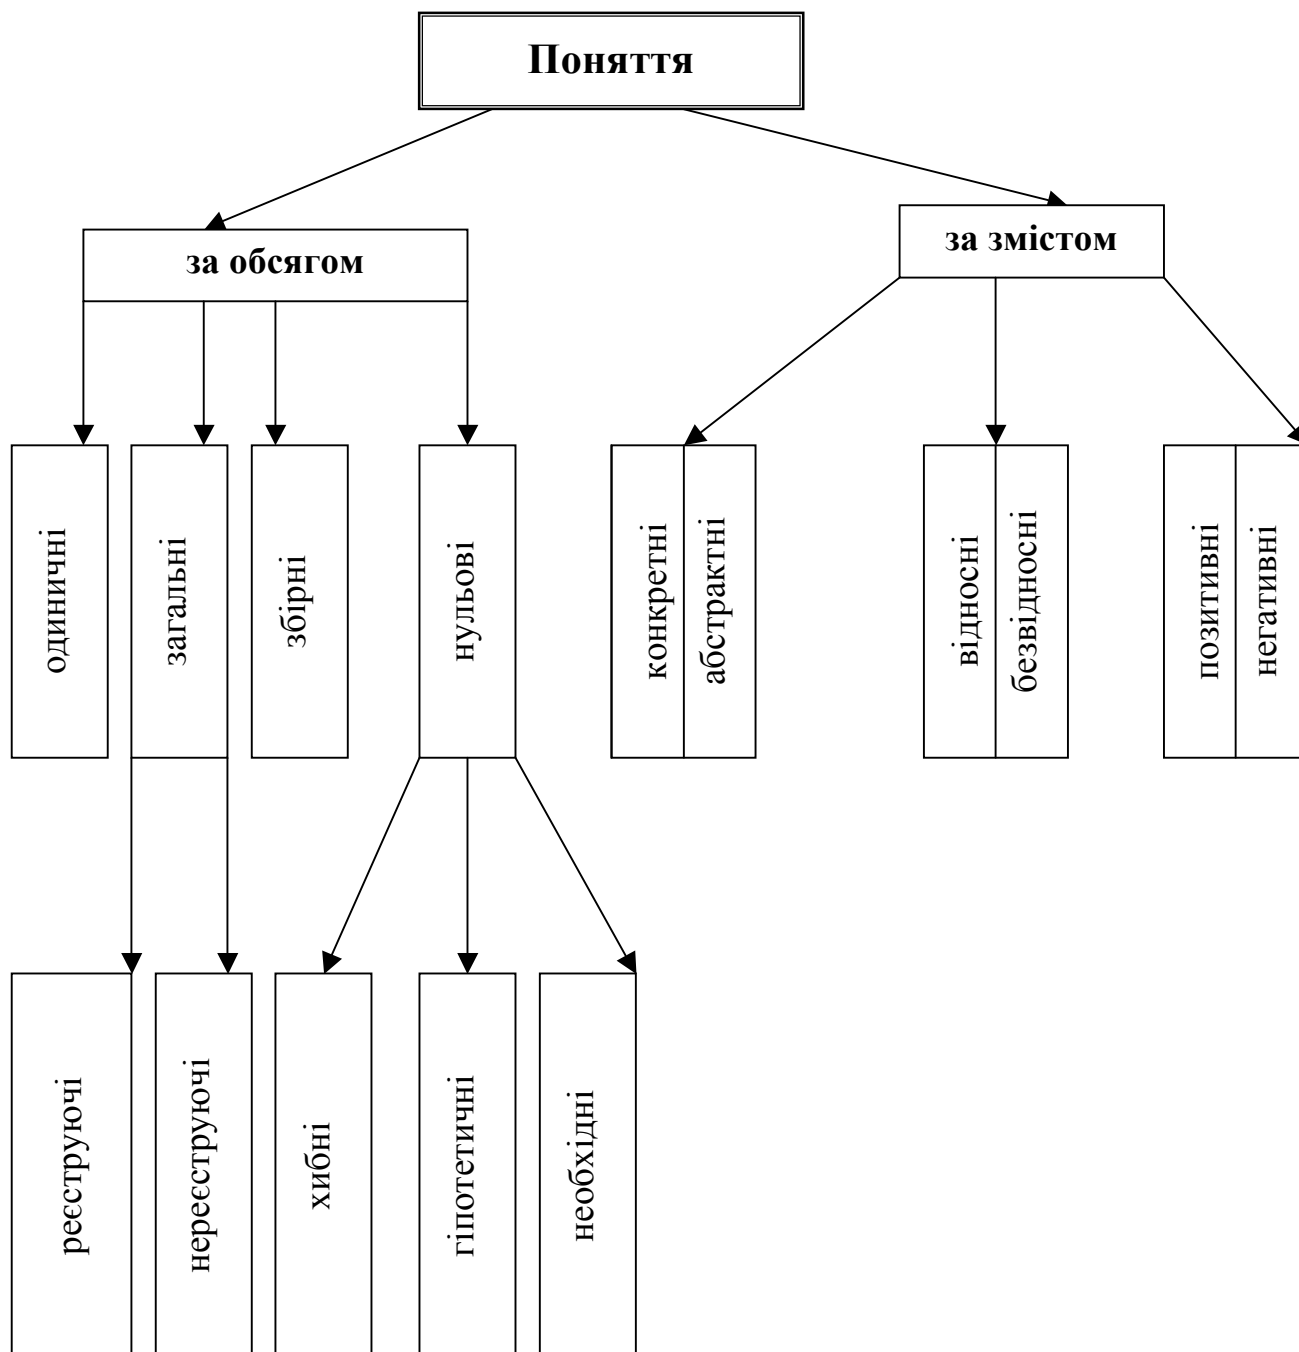 Поняття
за обсягом
за змістом
одиничні
загальні
збірні
нульові
конкретні
абстрактні
відносні
безвідносні
позитивні
негативні
реєструючі
нереєструючі
хибні
гіпотетичні
необхідні